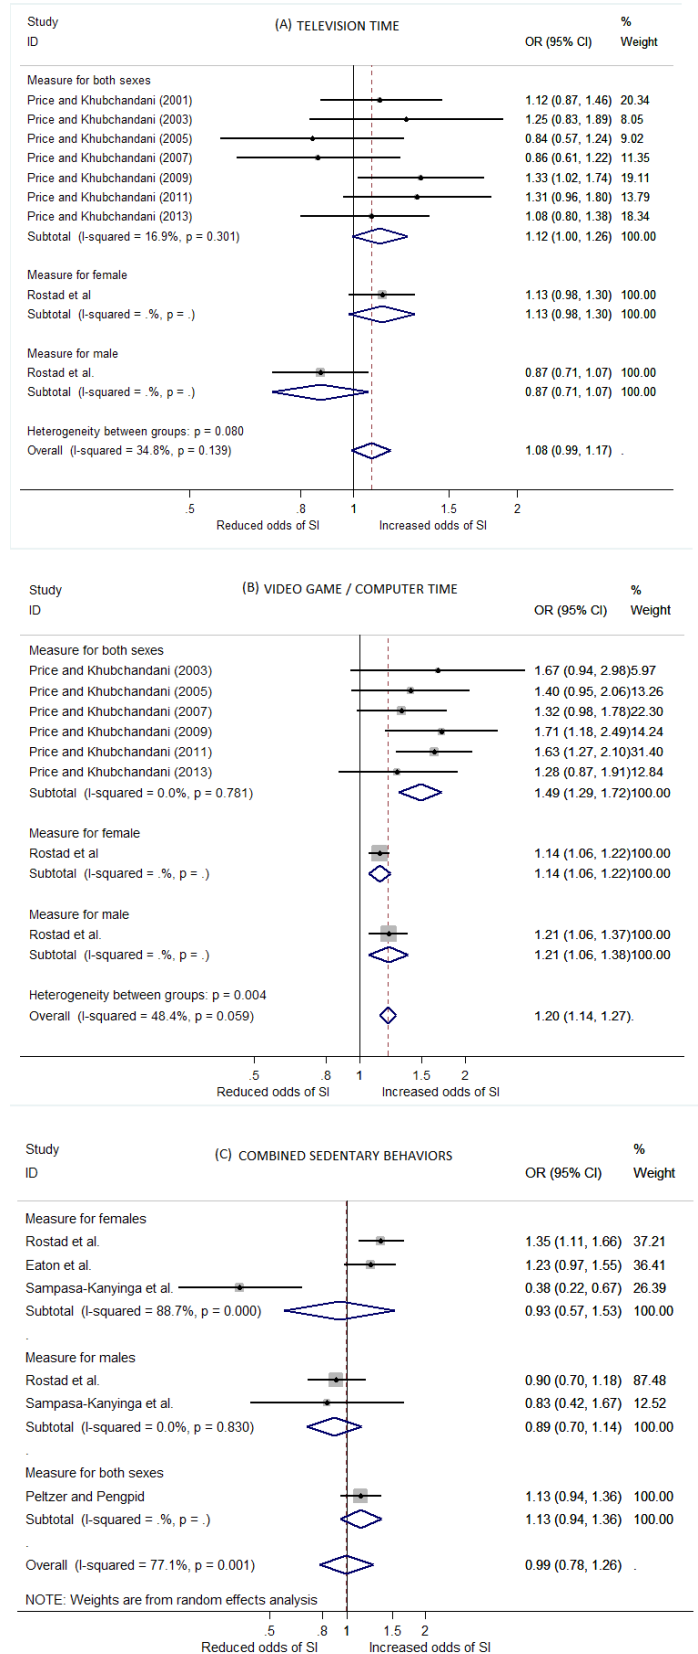 (A) TELEVISION TIME
Study %
ID OR (95% CI) Weight
Measure for both sexes
Price and Khubchandani (2001) 1.12 (0.87, 1.46) 20.34
Price and Khubchandani (2003) 1.25 (0.83, 1.89) 8.05
Price and Khubchandani (2005) 0.84 (0.57, 1.24) 9.02
Price and Khubchandani (2007) 0.86 (0.61, 1.22) 11.35
Price and Khubchandani (2009) 1.33 (1.02, 1.74) 19.11
Price and Khubchandani (2011) 1.31 (0.96, 1.80) 13.79
Price and Khubchandani (2013) 1.08 (0.80, 1.38) 18.34
Subtotal (I-squared = 16.9%, p = 0.301) 1.12 (1.00, 1.26) 100.00
Measure for female
Rostad et al 1.13 (0.98, 1.30) 100.00
Subtotal (I-squared = .%, p = .) 1.13 (0.98, 1.30) 100.00
Measure for male
Rostad et al. 0.87 (0.71, 1.07) 100.00
Subtotal (I-squared = .%, p = .) 0.87 (0.71, 1.07) 100.00
Heterogeneity between groups: p = 0.080
Overall (I-squared = 34.8%, p = 0.139) 1.08 (0.99, 1.17) .
.5 .8 1 1.5 2
Reduced odds of SI Increased odds of SI
(B) VIDEO GAME / COMPUTER TIME
Study %
ID OR (95% CI) Weight
Measure for both sexes
Price and Khubchandani (2003) 1.67 (0.94, 2.98)5.97
Price and Khubchandani (2005) 1.40 (0.95, 2.06)13.26
Price and Khubchandani (2007) 1.32 (0.98, 1.78)22.30
Price and Khubchandani (2009) 1.71 (1.18, 2.49)14.24
Price and Khubchandani (2011) 1.63 (1.27, 2.10)31.40
Price and Khubchandani (2013) 1.28 (0.87, 1.91)12.84
Subtotal (I-squared = 0.0%, p = 0.781) 1.49 (1.29, 1.72)100.00
Measure for female
Rostad et al 1.14 (1.06, 1.22)100.00
Subtotal (I-squared = .%, p = .) 1.14 (1.06, 1.22)100.00
Measure for male
Rostad et al. 1.21 (1.06, 1.37)100.00
Subtotal (I-squared = .%, p = .) 1.21 (1.06, 1.38)100.00
Heterogeneity between groups: p = 0.004
Overall (I-squared = 48.4%, p = 0.059) 1.20 (1.14, 1.27).
.5 .8 1 1.5 2
Reduced odds of SI Increased odds of SI
(C) COMBINED SEDENTARY BEHAVIORS
Study %
ID OR (95% CI) Weight
Measure for females
Rostad et al. 1.35 (1.11, 1.66) 37.21
Eaton et al. 1.23 (0.97, 1.55) 36.41
Sampasa-Kanyinga et al. 0.38 (0.22, 0.67) 26.39
Subtotal (I-squared = 88.7%, p = 0.000) 0.93 (0.57, 1.53) 100.00
.
Measure for males
Rostad et al. 0.90 (0.70, 1.18) 87.48
Sampasa-Kanyinga et al. 0.83 (0.42, 1.67) 12.52
Subtotal (I-squared = 0.0%, p = 0.830) 0.89 (0.70, 1.14) 100.00
.
Measure for both sexes
Peltzer and Pengpid 1.13 (0.94, 1.36) 100.00
Subtotal (I-squared = .%, p = .) 1.13 (0.94, 1.36) 100.00
.
Overall (I-squared = 77.1%, p = 0.001) 0.99 (0.78, 1.26) .
NOTE: Weights are from random effects analysis
.5 .8 1 1.5 2
Reduced odds of SI Increased odds of SI